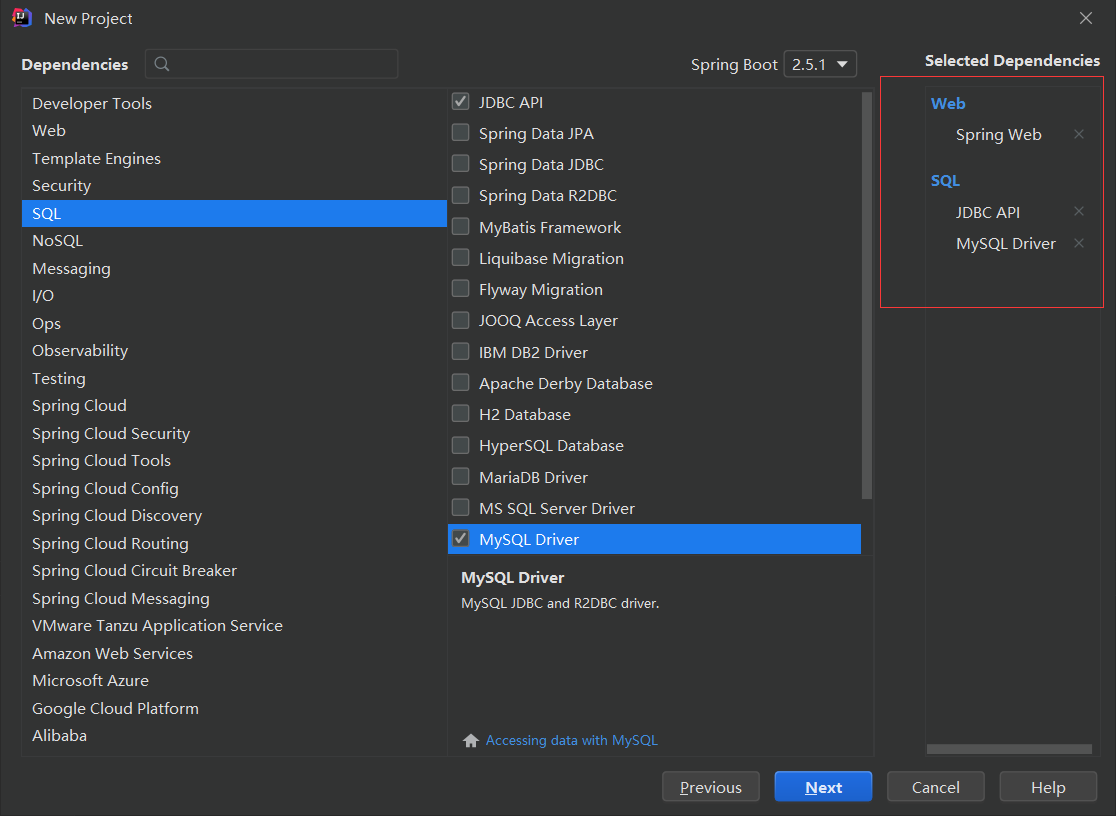 New Project
Dependencies
Spring Boot 2.5.1
Selected Dependencies
Developer Tools
Web
Template Engines
Security
SQL
NoSQL
Messaging
I/O
Ops
Observability
Testing
Spring Cloud
Spring Cloud Security
Spring Cloud Tools
Spring Cloud Config
Spring Cloud Discovery
Spring Cloud Routing
Spring Cloud Circuit Breaker
Spring Cloud Messaging
VMware Tanzu Application Service
Amazon Web Services
Microsoft Azure
Google Cloud Platform
Alibaba
JDBC API
Spring Data JPA
Spring Data JDBC
Spring Data R2DBC
MyBatis Framework
Liquibase Migration
Flyway Migration
JOOQ Access Layer
IBM DB2 Driver
Apache Derby Database
H2 Database
HyperSQL Database
MariaDB Driver
MS SQL Server Driver
MySQL Driver
MySQL Driver
MySQL JDBC and R2DBC driver.
Accessing data with MySQL
Web
Spring Web
SQL
JDBC API
MySQL Driver
Previous
Next
Cancel
Help